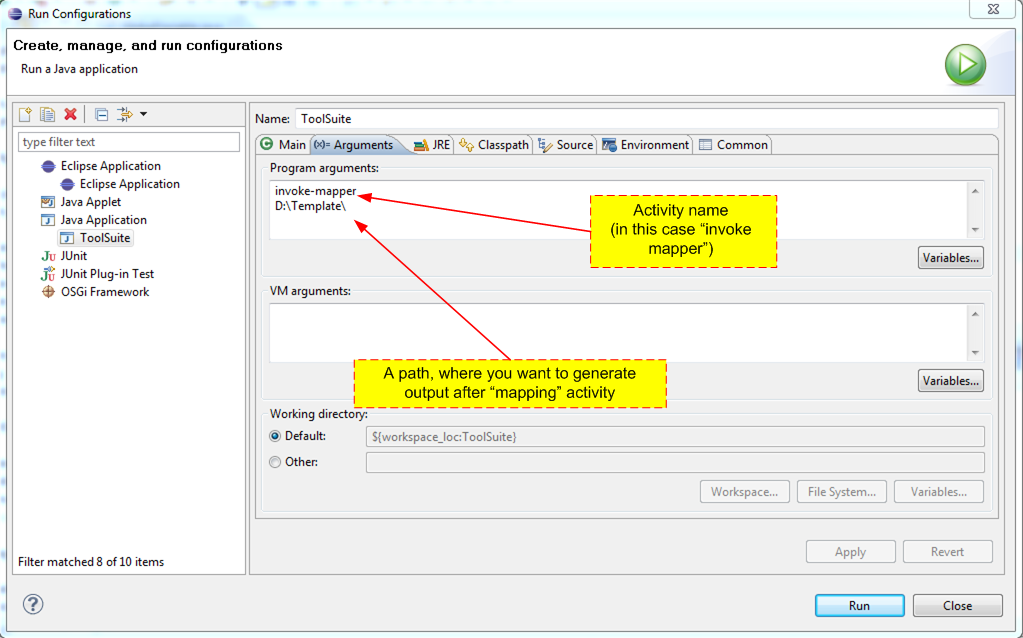 Run Configurations
Create, manage, and run configurations
Run a Java application
type filter text
Eclipse Application
Eclipse Application
Java Applet
Java Application
ToolSuite
JUnit
JUnit Plug-in Test
OSGi Framework
Filter matched 8 of 10 items
Name: ToolSuite
Main (x)= Arguments JRE Classpath Source Environment Common
Program arguments:
invoke-mapper
D:\Template\
Activity name
(in this case “invoke
mapper”)
Variables...
VM arguments:
A path, where you want to generate
output after “mapping” activity
Variables...
Working directory:
Default: ${workspace_loc:ToolSuite}
Other:
Workspace... File System... Variables...
Apply Revert
Run Close